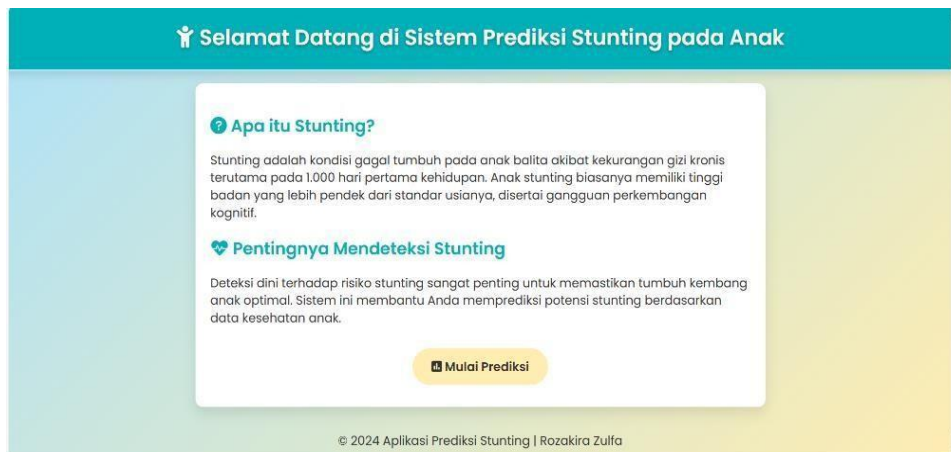 Selamat Datang di Sistem Prediksi Stunting pada Anak
Apa itu Stunting?
Stunting adalah kondisi gagal tumbuh pada anak balita akibat kekurangan gizi kronis
terutama pada 1.000 hari pertama kehidupan. Anak stunting biasanya memiliki tinggi
badan yang lebih pendek dari standar usianya, disertai gangguan perkembangan
kognitif.
Pentingnya Mendeteksi Stunting
Deteksi dini terhadap risiko stunting sangat penting untuk memastikan tumbuh kembang
anak optimal. Sistem ini membantu Anda memprediksi potensi stunting berdasarkan
data kesehatan anak.
Mulai Prediksi
© 2024 Aplikasi Prediksi Stunting | Rozakira Zulfa